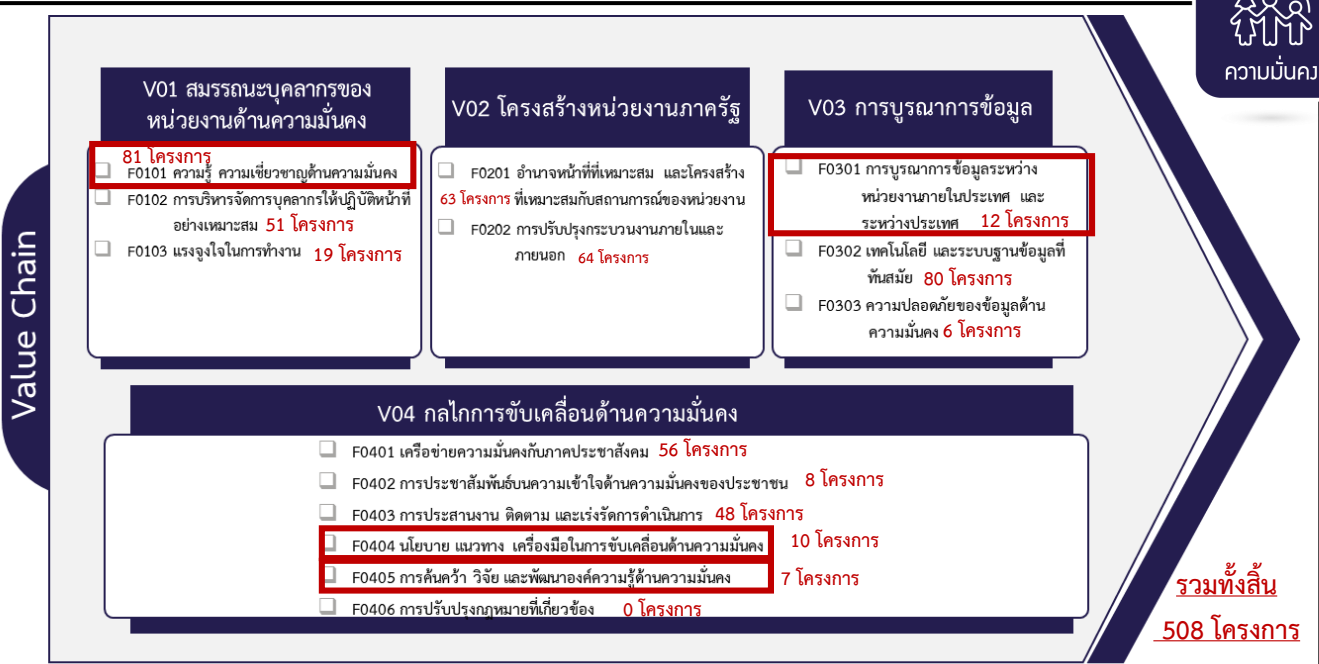 ความมั่นคง
Value Chain
V01 สมรรถนะบุคลากรของ
หน่วยงานด้านความมั่นคง
81 โครงการ
F0101 ความรู้ ความเชี่ยวชาญด้านความมั่นคง
F0102 การบริหารจัดการบุคลากรให้ปฏิบัติหน้าที่
อย่างเหมาะสม 51 โครงการ
F0103 แรงจูงใจในการทำงาน 19 โครงการ
V02 โครงสร้างหน่วยงานภาครัฐ
F0201 อำนาจหน้าที่ที่เหมาะสม และโครงสร้าง
63 โครงการ ที่เหมาะสมกับสถานการณ์ของหน่วยงาน
F0202 การปรับปรุงกระบวนงานภายในและ
ภายนอก 64 โครงการ
V03 การบูรณาการข้อมูล
F0301 การบูรณาการข้อมูลระหว่าง
หน่วยงานภายในประเทศ และ
ระหว่างประเทศ 12 โครงการ
F0302 เทคโนโลยี และระบบฐานข้อมูลที่
ทันสมัย 80 โครงการ
F0303 ความปลอดภัยของข้อมูลด้าน
ความมั่นคง 6 โครงการ
V04 กลไกการขับเคลื่อนด้านความมั่นคง
F0401 เครือข่ายความมั่นคงกับภาคประชาสังคม 56 โครงการ
F0402 การประชาสัมพันธ์บนความเข้าใจด้านความมั่นคงของประชาชน 8 โครงการ
F0403 การประสานงาน ติดตาม และเร่งรัดการดำเนินการ 48 โครงการ
F0404 นโยบาย แนวทาง เครื่องมือในการขับเคลื่อนด้านความมั่นคง 10 โครงการ
F0405 การค้นคว้า วิจัย และพัฒนาองค์ความรู้ด้านความมั่นคง 7 โครงการ
F0406 การปรับปรุงกฎหมายที่เกี่ยวข้อง 0 โครงการ
รวมทั้งสิ้น
508 โครงการ